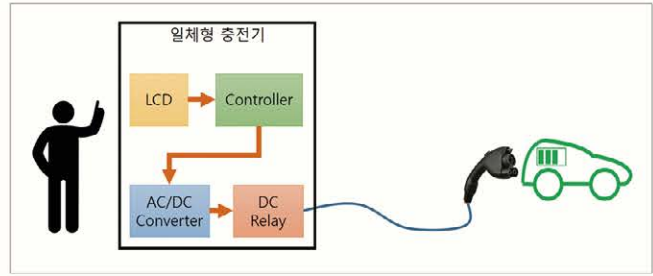 일체형 충전기
LCD
Controller
AC/DC
Converter
DC
Relay